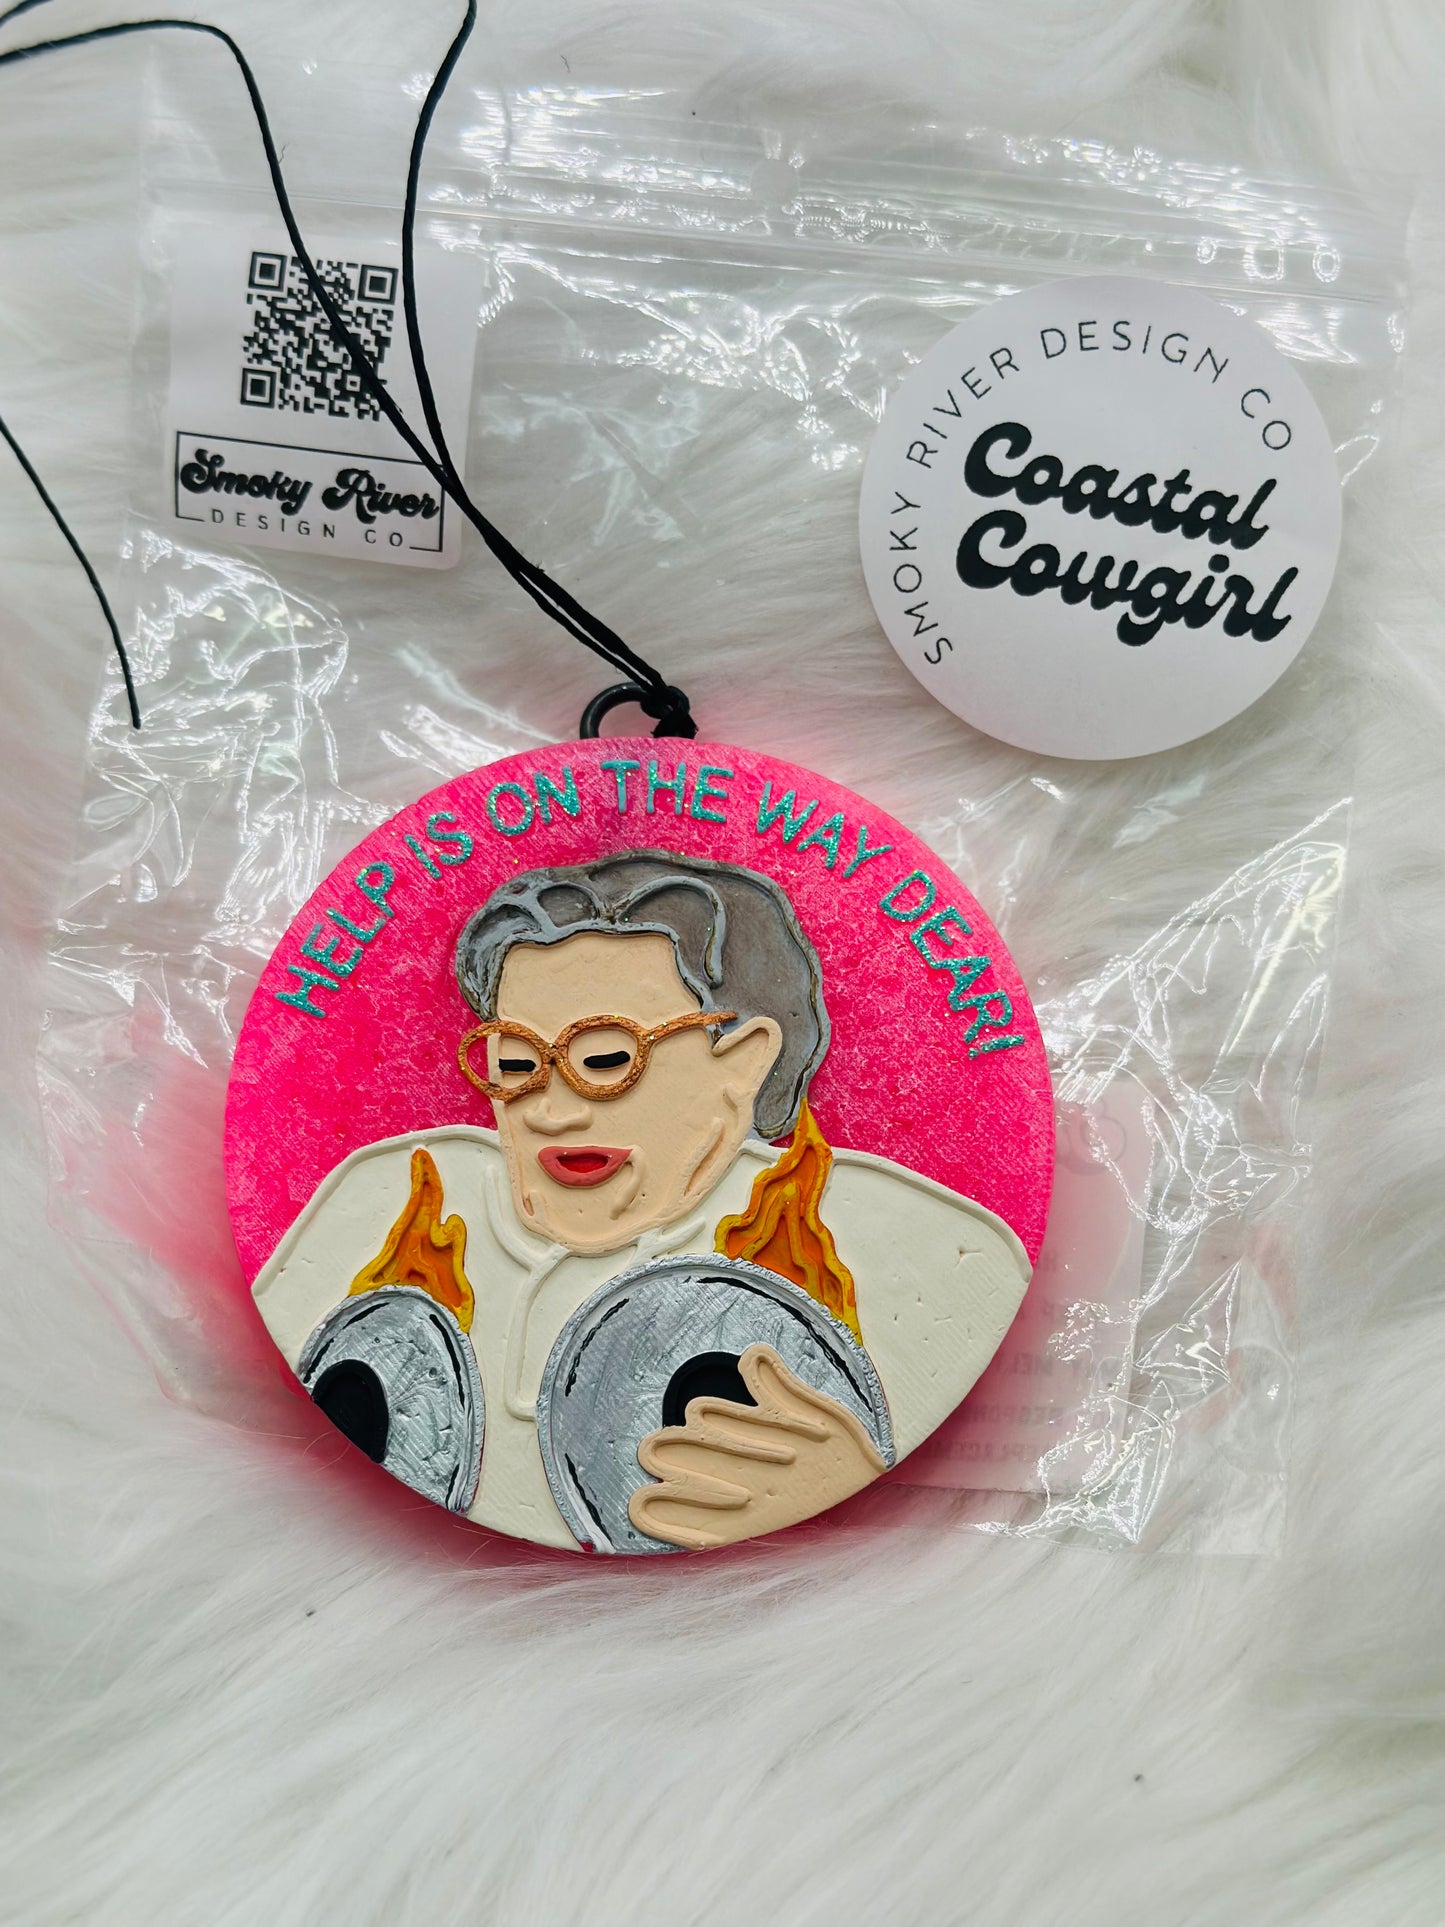 Smoky River
DESIGN CO
SMOKY RIVER DESIGN CO
Coastal
Cowgirl
HELP IS ON THE WAY DEAR!